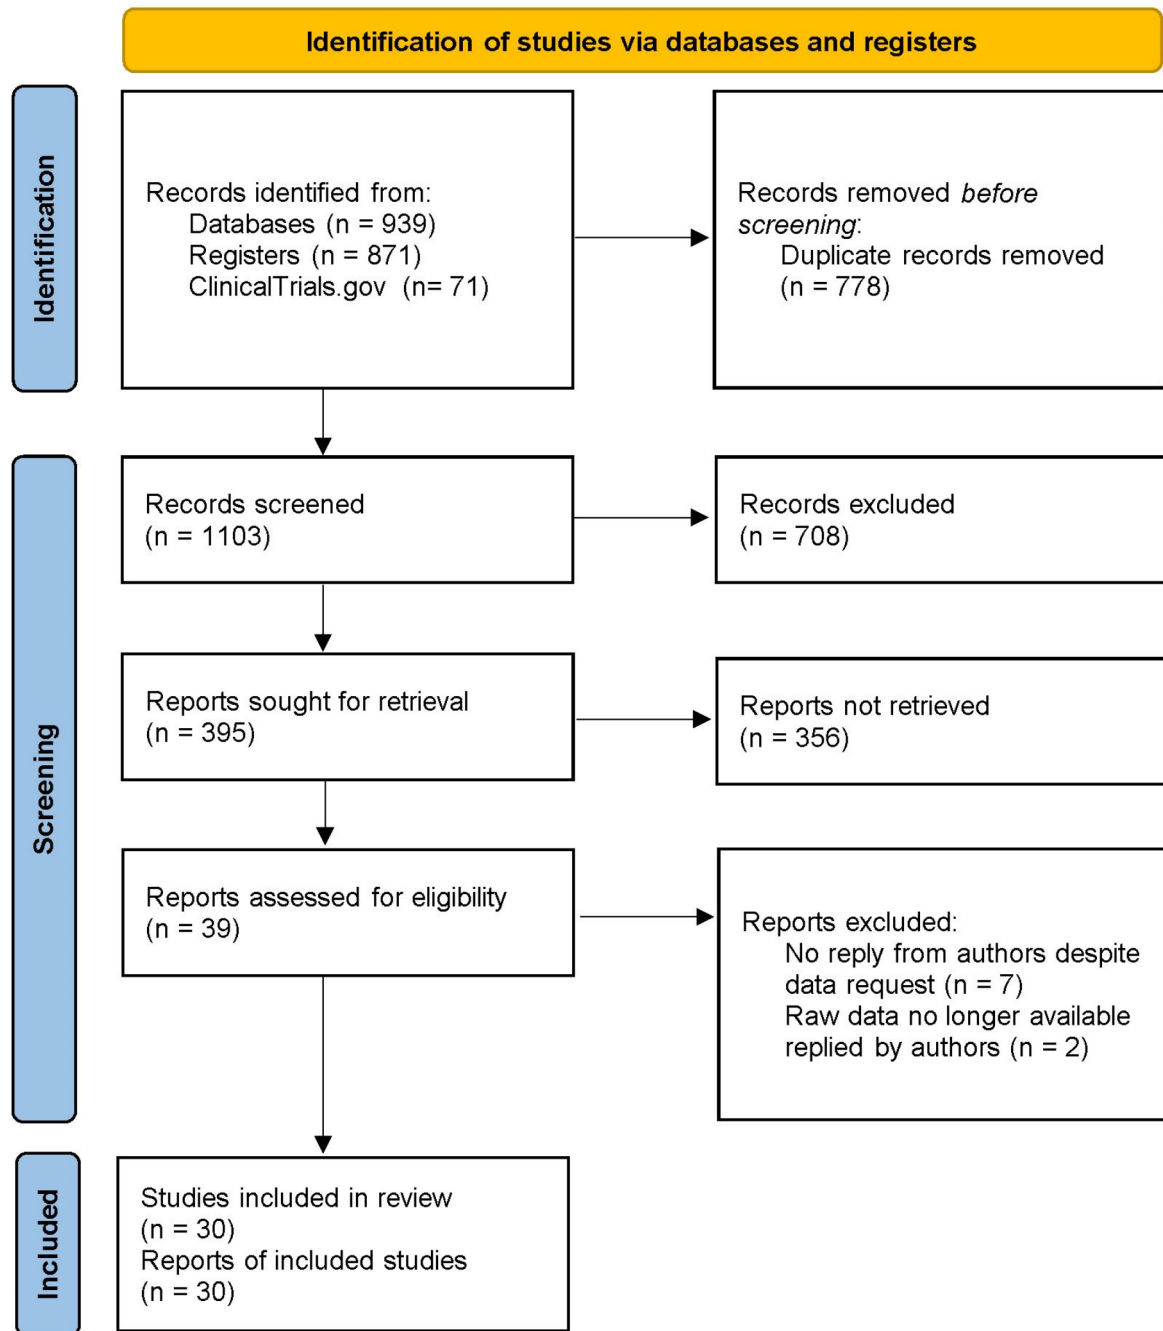 Identification of studies via databases and registers
Identification
Records identified from:
Databases (n = 939)
Registers (n = 871)
ClinicalTrials.gov (n= 71)
Records removed before
screening:
Duplicate records removed
(n = 778)
Screening
Records screened
(n = 1103)
Records excluded
(n = 708)
Reports sought for retrieval
(n = 395)
Reports not retrieved
(n = 356)
Reports assessed for eligibility
(n = 39)
Reports excluded:
No reply from authors despite
data request (n = 7)
Raw data no longer available
replied by authors (n = 2)
Included
Studies included in review
(n = 30)
Reports of included studies
(n = 30)